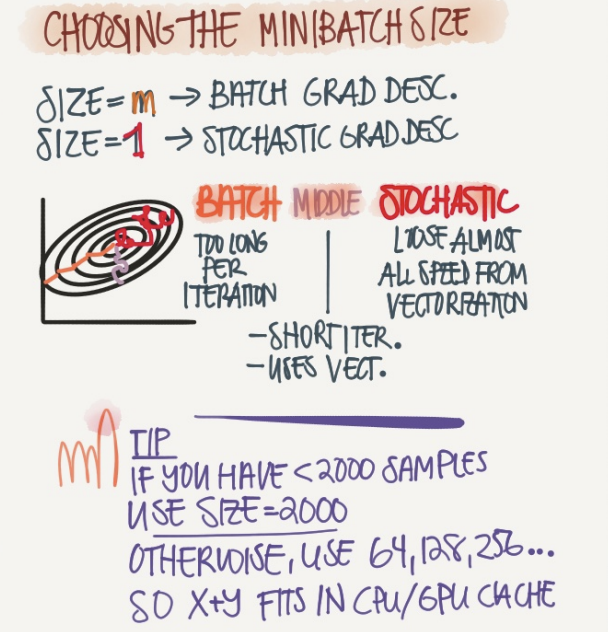 CHOOSING THE MINIBATCH SIZE
SIZE=m → BATCH GRAD DESC.
SIZE=1 → STOCHASTIC GRAD DESC
BATCH MIDDLE STOCHASTIC
TOO LONG
PER
ITERATION
LOOSE ALMOST
ALL SPEED FROM
VECTORIZATION
-SHORT ITER.
-USES VECT.
TIP
IF YOU HAVE <2000 SAMPLES
USE SIZE=2000
OTHERWISE, USE 64,128,256...
SO X+Y FITS IN CPU/GPU CACHE